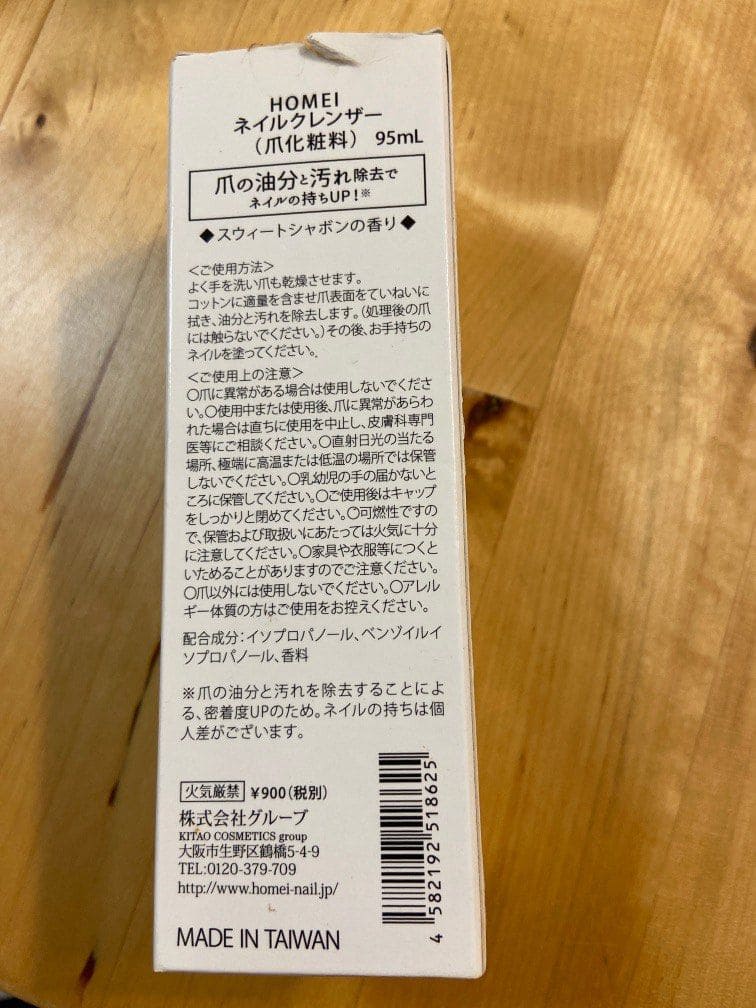 HOMEI
ネイルクレンザー
（爪化粧料） 95mL
爪の油分と汚れ除去で
ネイルの持ちUP！※
◆スウィートシャボンの香り◆
＜ご使用方法＞
よく手を洗い爪も乾燥させます。
コットンに適量を含ませ爪表面をていねいに
拭き、油分と汚れを除去します。（処理後の爪
には触らないでください。）その後、お手持ちの
ネイルを塗ってください。
＜ご使用上の注意＞
○爪に異常がある場合は使用しないでくださ
い。○使用中または使用後、爪に異常があらわ
れた場合は直ちに使用を中止し、皮膚科専門
医等にご相談ください。○直射日光の当たる
場所、極端に高温または低温の場所では保管
しないでください。○乳幼児の手の届かないと
ころに保管してください。○ご使用後はキャップ
をしっかりと閉めてください。○可燃性ですの
で、保管および取扱いにあたっては火気に十分
に注意してください。○家具や衣服等につくと
いためることがありますのでご注意ください。
○爪以外には使用しないでください。○アレル
ギー体質の方はご使用をお控えください。
配合成分：イソプロパノール、ベンゾイルイ
ソプロパノール、香料
※爪の油分と汚れを除去することによ
る、密着度UPのため。ネイルの持ちは個
人差がございます。
火気厳禁 ¥900（税別）
株式会社グルーブ
KITAO COSMETICS group
大阪市生野区鶴橋5-4-9
TEL:0120-379-709
http://www.homei-nail.jp/
MADE IN TAIWAN
4 582192 518625